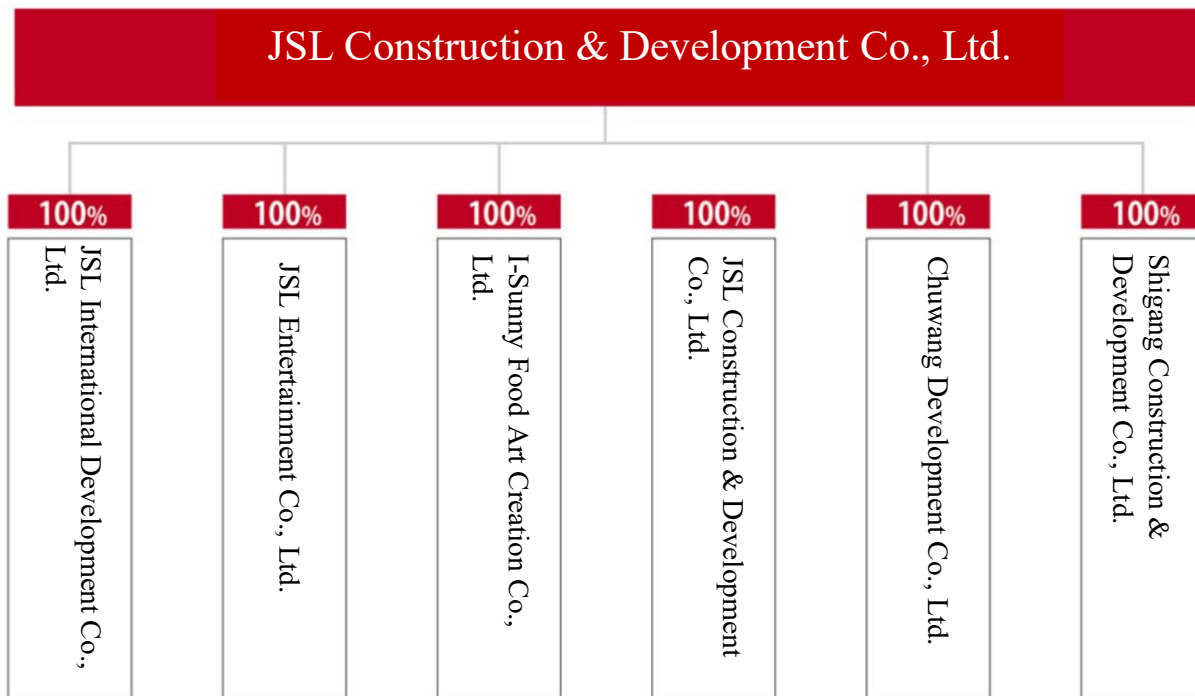 JSL Construction & Development Co., Ltd.
100%
100%
100%
100%
100%
100%
JSL International Development Co.,
Ltd.
JSL Entertainment Co., Ltd.
I-Sunny Food Art Creation Co.,
Ltd.
JSL Construction & Development
Co., Ltd.
Chuwang Development Co., Ltd.
Shigang Construction &
Development Co., Ltd.